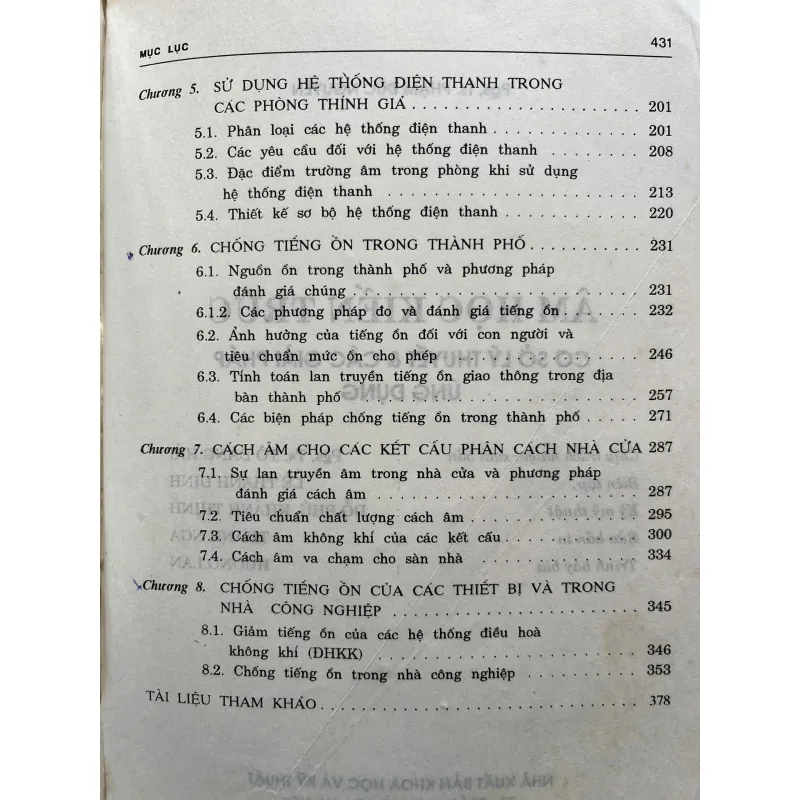 MỤC LỤC 431
Chương 5. SỬ DỤNG HỆ THỐNG ĐIỆN THANH TRONG
CÁC PHÒNG THÍNH GIẢ 201
5.1. Phân loại các hệ thống điện thanh 201
5.2. Các yêu cầu đối với hệ thống điện thanh 208
5.3. Đặc điểm trường âm trong phòng khi sử dụng
hệ thống điện thanh 213
5.4. Thiết kế sơ bộ hệ thống điện thanh 220
Chương 6. CHỐNG TIẾNG ỒN TRONG THÀNH PHỐ 231
6.1. Nguồn ồn trong thành phố và phương pháp
đánh giá chúng 231
6.1.2. Các phương pháp đo và đánh giá tiếng ồn 232
6.2. Ảnh hưởng của tiếng ồn đối với con người và
tiêu chuẩn mức ồn cho phép 246
6.3. Tính toán lan truyền tiếng ồn giao thông trong địa
bàn thành phố 257
6.4. Các biện pháp chống tiếng ồn trong thành phố 271
Chương 7. CÁCH ÂM CHO CÁC KẾT CẤU PHÂN CÁCH NHÀ CỬA 287
7.1. Sự lan truyền âm trong nhà cửa và phương pháp
đánh giá cách âm 287
7.2. Tiêu chuẩn chất lượng cách âm 295
7.3. Cách âm không khí của các kết cấu 300
7.4. Cách âm va chạm cho sàn nhà 334
Chương 8. CHỐNG TIẾNG ỒN CỦA CÁC THIẾT BỊ VÀ TRONG
NHÀ CÔNG NGHIỆP 345
8.1. Giảm tiếng ồn của các hệ thống điều hoà
không khí (ĐHKK) 346
8.2. Chống tiếng ồn trong nhà công nghiệp 353
TÀI LIỆU THAM KHẢO 378